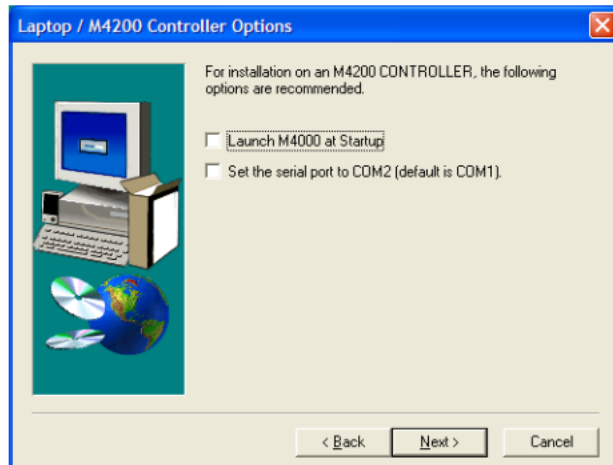 Laptop / M4200 Controller Options
For installation on an M4200 CONTROLLER, the following
options are recommended.
Launch M4000 at Startup
Set the serial port to COM2 (default is COM1).
< Back
Next >
Cancel